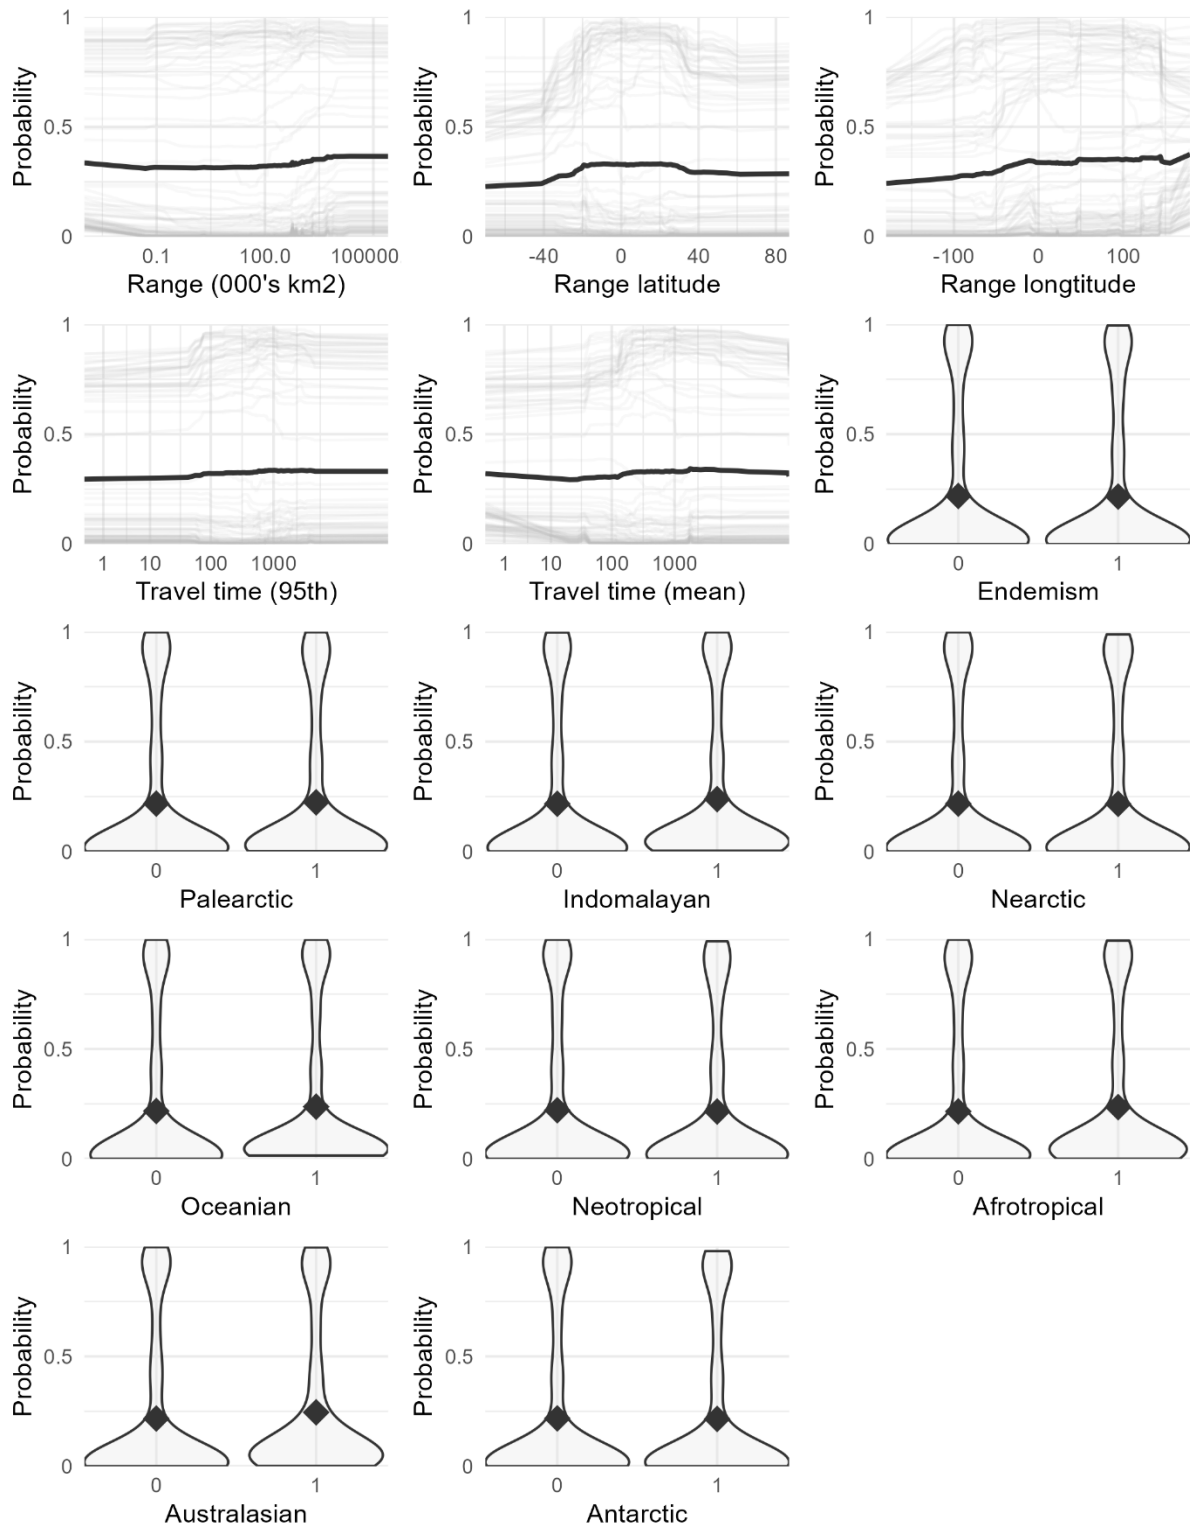 1
0.5
0
Probability
0.1 100.0 100000
Range (000's km2)
1
0.5
0
Probability
-40 0 40 80
Range latitude
1
0.5
0
Probability
-100 0 100
Range longtitude
1
0.5
0
Probability
1 10 100 1000
Travel time (95th)
1
0.5
0
Probability
1 10 100 1000
Travel time (mean)
1
0.5
0
Probability
0 1
Endemism
1
0.5
0
Probability
0 1
Palearctic
1
0.5
0
Probability
0 1
Indomalayan
1
0.5
0
Probability
0 1
Nearctic
1
0.5
0
Probability
0 1
Oceanian
1
0.5
0
Probability
0 1
Neotropical
1
0.5
0
Probability
0 1
Afrotropical
1
0.5
0
Probability
0 1
Australasian
1
0.5
0
Probability
0 1
Antarctic